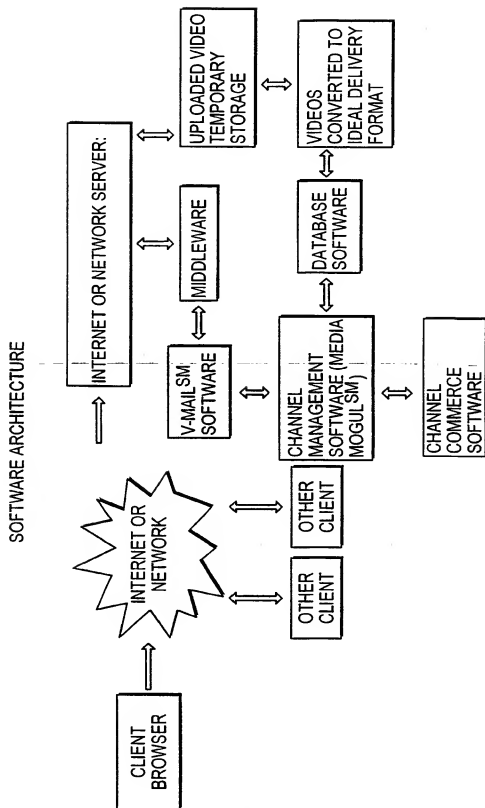 SOFTWARE ARCHITECTURE
INTERNET OR NETWORK SERVER:
CLIENT
BROWSER
INTERNET OR
NETWORK
V-MAIL SM
SOFTWARE
MIDDLEWARE
UPLOADED VIDEO
TEMPORARY
STORAGE
OTHER
CLIENT
OTHER
CLIENT
CHANNEL
MANAGEMENT
SOFTWARE (MEDIA
MOGUL SM)
DATABASE
SOFTWARE
VIDEOS
CONVERTED TO
IDEAL DELIVERY
FORMAT
CHANNEL
COMMERCE
SOFTWARE